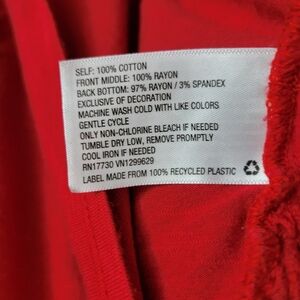 SELF: 100% COTTON
FRONT MIDDLE: 100% RAYON
BACK BOTTOM: 97% RAYON / 3% SPANDEX
EXCLUSIVE OF DECORATION
MACHINE WASH COLD WITH LIKE COLORS
GENTLE CYCLE
ONLY NON-CHLORINE BLEACH IF NEEDED
TUMBLE DRY LOW, REMOVE PROMPTLY
COOL IRON IF NEEDED
RN17730 VN1299629
LABEL MADE FROM 100% RECYCLED PLASTIC